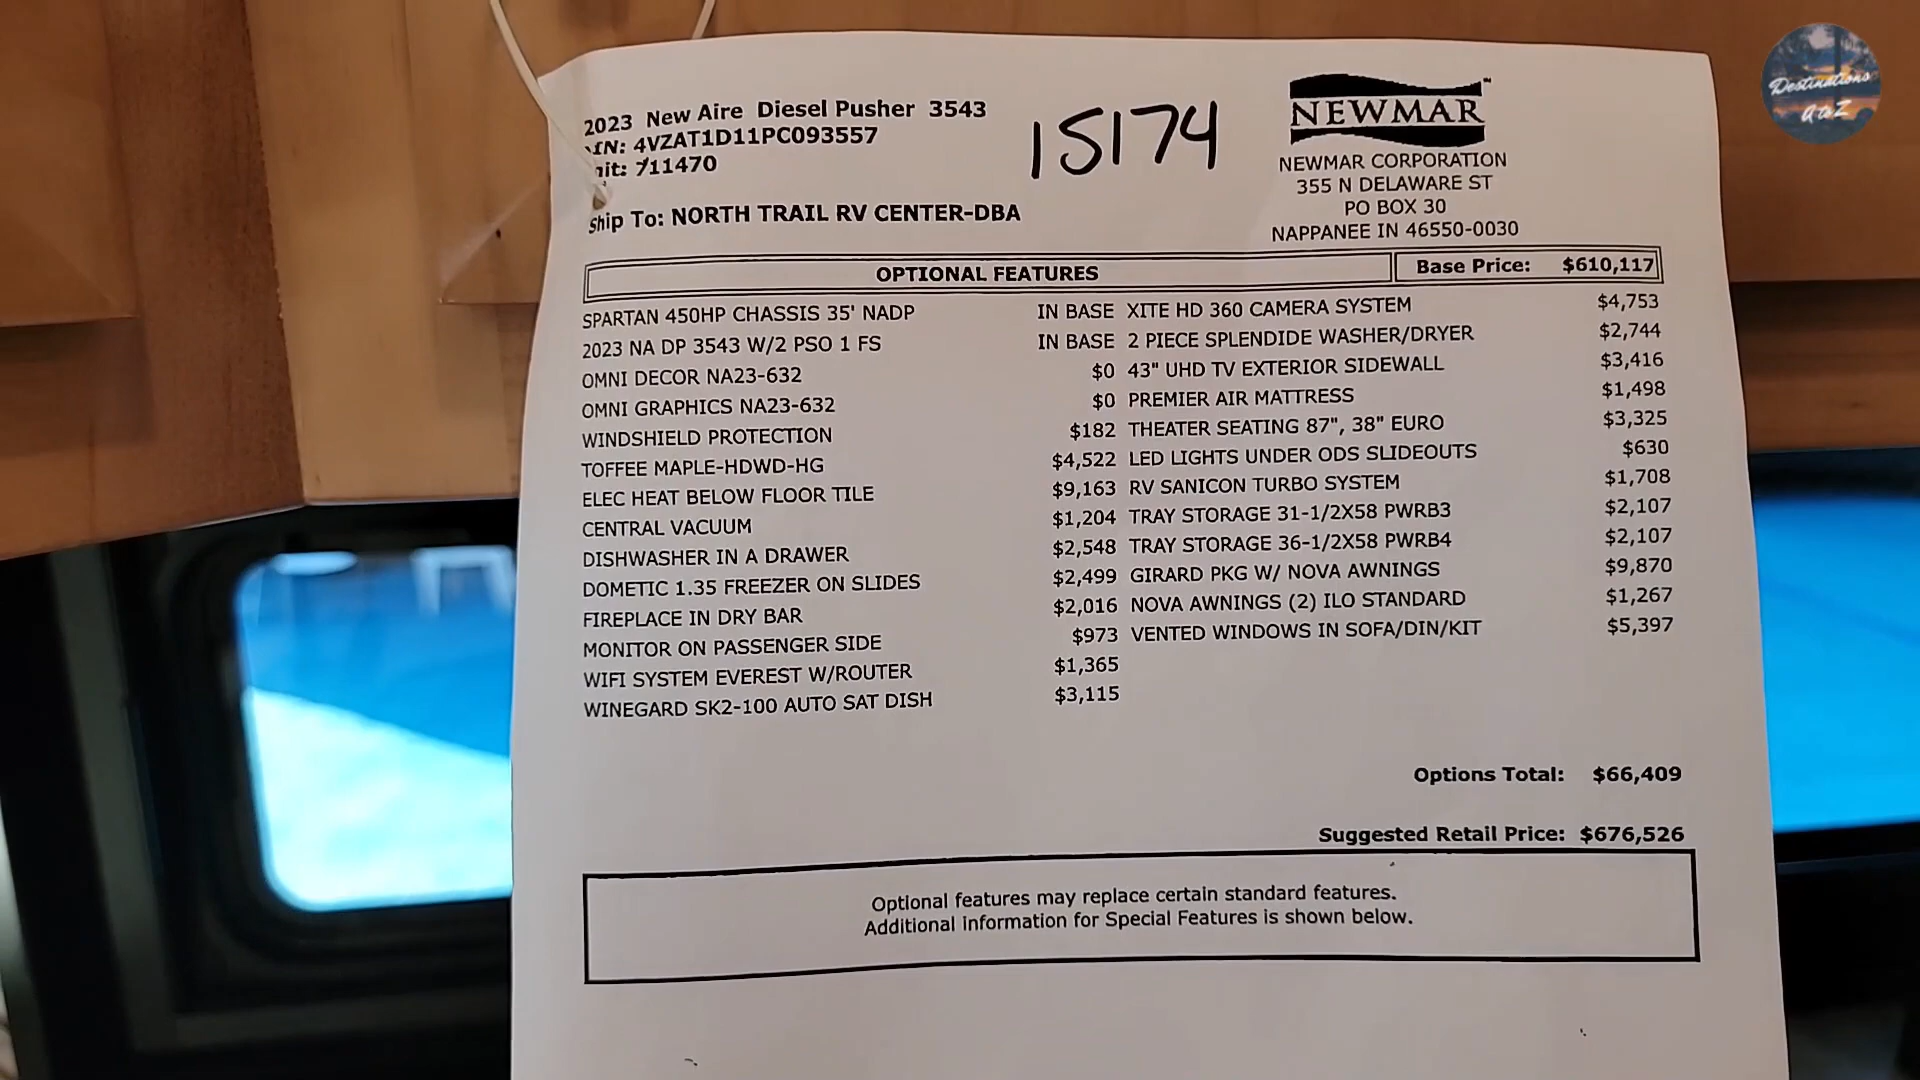 2023 New Aire Diesel Pusher 3543
IN: 4VZAT1D11PC093557
nit: 711470
Ship To: NORTH TRAIL RV CENTER-DBA
15174
NEWMAR
NEWMAR CORPORATION
355 N DELAWARE ST
PO BOX 30
NAPPANEE IN 46550-0030
Destinations
A to Z
OPTIONAL FEATURES Base Price: $610,117
SPARTAN 450HP CHASSIS 35' NADP IN BASE
2023 NA DP 3543 W/2 PSO 1 FS IN BASE
OMNI DECOR NA23-632 $0
OMNI GRAPHICS NA23-632 $0
WINDSHIELD PROTECTION $182
TOFFEE MAPLE-HDWD-HG $4,522
ELEC HEAT BELOW FLOOR TILE $9,163
CENTRAL VACUUM $1,204
DISHWASHER IN A DRAWER $2,548
DOMETIC 1.35 FREEZER ON SLIDES $2,499
FIREPLACE IN DRY BAR $2,016
MONITOR ON PASSENGER SIDE $973
WIFI SYSTEM EVEREST W/ROUTER $1,365
WINEGARD SK2-100 AUTO SAT DISH $3,115
XITE HD 360 CAMERA SYSTEM $4,753
2 PIECE SPLENDIDE WASHER/DRYER $2,744
43" UHD TV EXTERIOR SIDEWALL $3,416
PREMIER AIR MATTRESS $1,498
THEATER SEATING 87", 38" EURO $3,325
LED LIGHTS UNDER ODS SLIDEOUTS $630
RV SANICON TURBO SYSTEM $1,708
TRAY STORAGE 31-1/2X58 PWRB3 $2,107
TRAY STORAGE 36-1/2X58 PWRB4 $2,107
GIRARD PKG W/ NOVA AWNINGS $9,870
NOVA AWNINGS (2) ILO STANDARD $1,267
VENTED WINDOWS IN SOFA/DIN/KIT $5,397
Options Total: $66,409
Suggested Retail Price: $676,526
Optional features may replace certain standard features.
Additional information for Special Features is shown below.